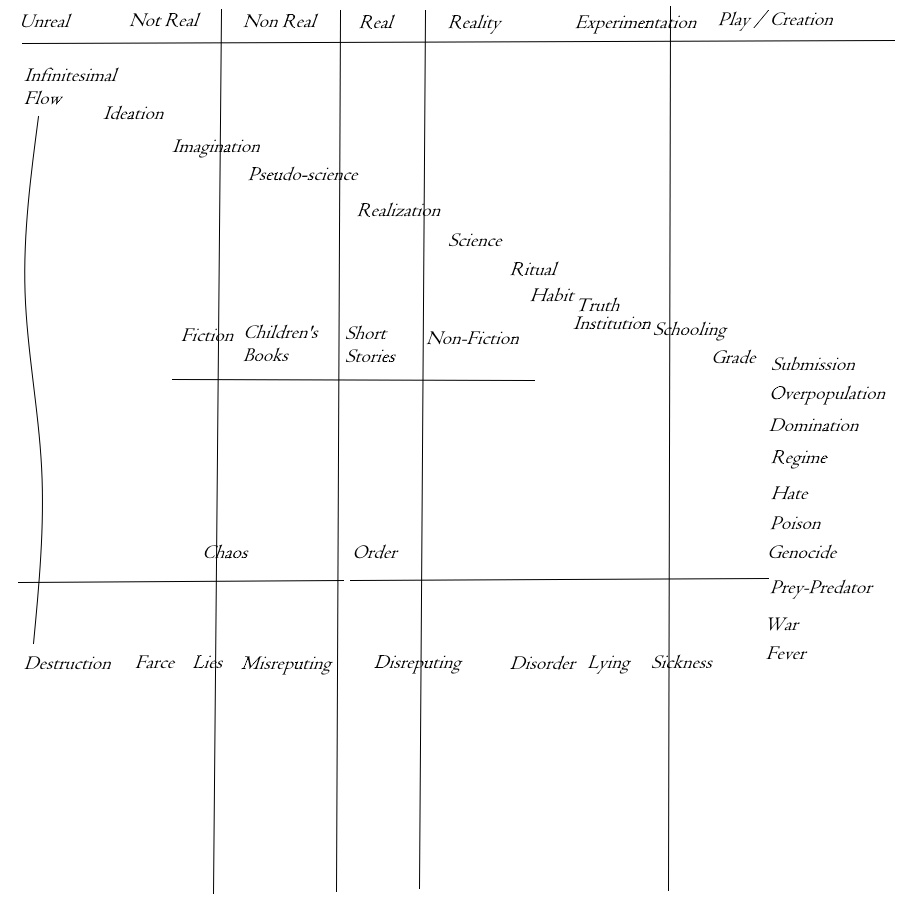 Unreal Not Real Non Real Real Reality Experimentation Play / Creation
Infinitesimal
Flow
Ideation
Imagination
Pseudo-science
Realization
Science
Ritual
Habit
Truth
Institution
Schooling
Fiction
Children's
Books
Short
Stories
Non-Fiction
Grade
Submission
Overpopulation
Domination
Regime
Hate
Poison
Chaos Order Genocide
Prey-Predator
War
Fever
Destruction Farce Lies Misreputing Disreputing Disorder Lying Sickness